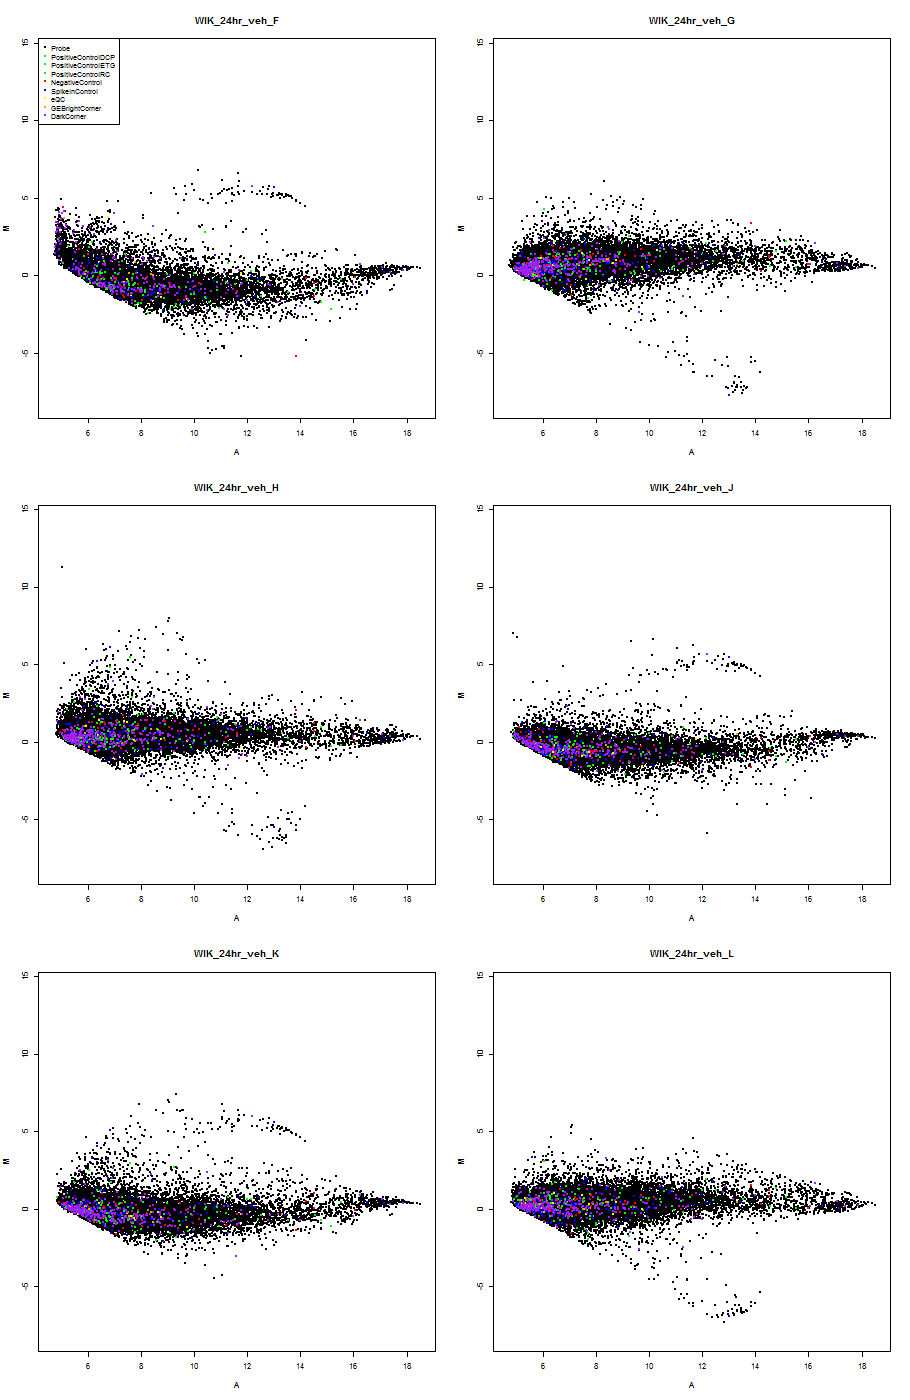 WIK_24hr_veh_F
15
10
5
0
-5
M
Probe
PositiveControlDCP
PositiveControlETG
PositiveControlRC
NegativeControl
SpikeInControl
eQC
GEBrightCorner
DarkCorner
6 8 10 12 14 16 18
A
WIK_24hr_veh_G
15
10
5
0
-5
M
6 8 10 12 14 16 18
A
WIK_24hr_veh_H
15
10
5
0
-5
M
6 8 10 12 14 16 18
A
WIK_24hr_veh_J
15
10
5
0
-5
M
6 8 10 12 14 16 18
A
WIK_24hr_veh_K
15
10
5
0
-5
M
6 8 10 12 14 16 18
A
WIK_24hr_veh_L
15
10
5
0
-5
M
6 8 10 12 14 16 18
A